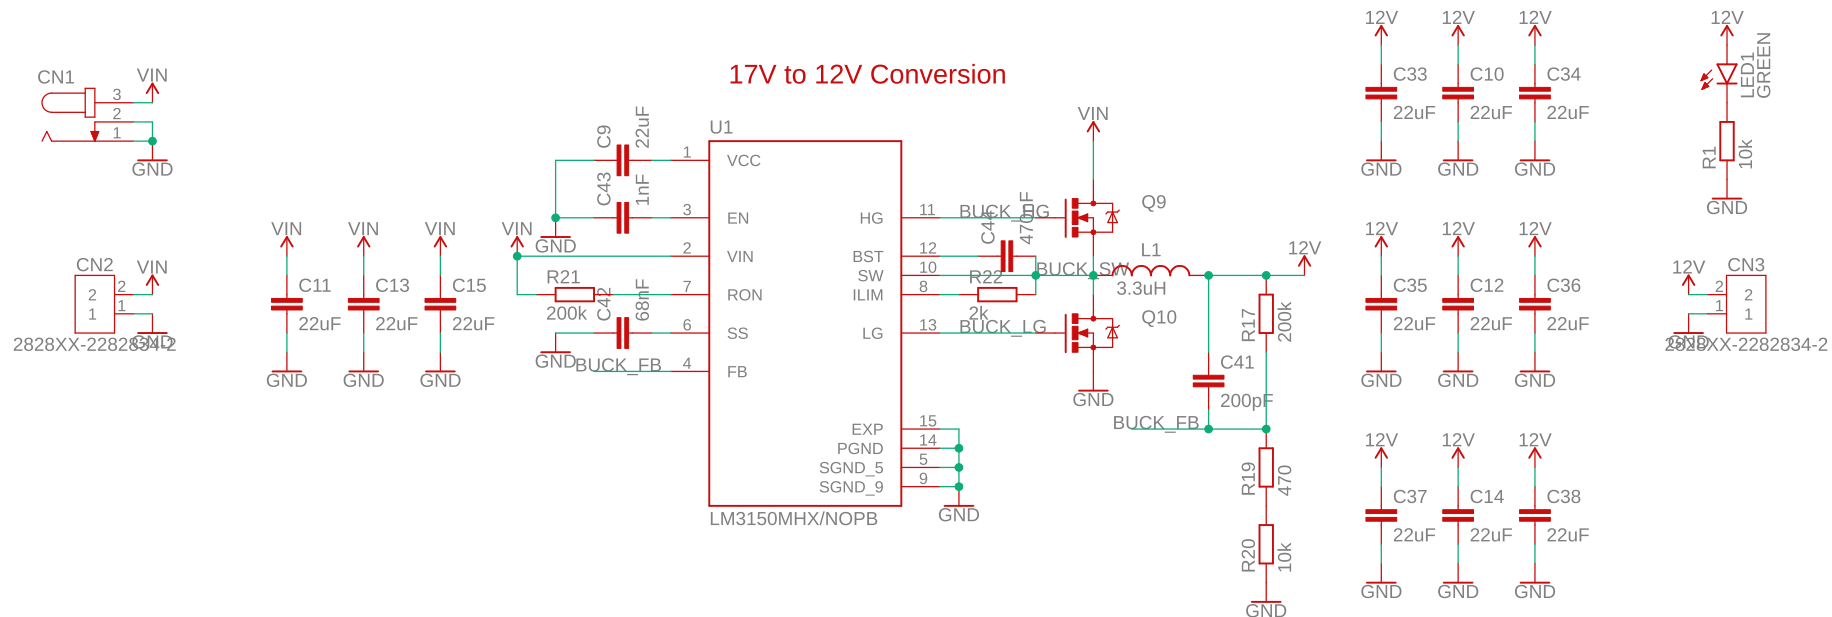 17V to 12V Conversion
CN1
VIN
3
2
1
GND
CN2
VIN
2
1
2
1
GND
2828XX-2282834-2
VIN
C11
22uF
GND
VIN
C13
22uF
GND
VIN
C15
22uF
GND
U1
LM3150MHX/NOPB
C9
22uF
1
VCC
C43
1nF
3
EN
GND
VIN
2
VIN
R21
200k
7
RON
C42
68nF
6
SS
GND
BUCK_FB
4
FB
HG
11
BUCK_HG
BST
12
C44
470nF
SW
10
BUCK_SW
ILIM
8
R22
2k
LG
13
BUCK_LG
EXP
15
PGND
14
SGND_5
5
SGND_9
9
GND
VIN
Q9
Q10
GND
L1
3.3uH
12V
R17
200k
C41
200pF
BUCK_FB
R19
470
R20
10k
GND
12V
C33
22uF
GND
12V
C10
22uF
GND
12V
C34
22uF
GND
12V
C35
22uF
GND
12V
C12
22uF
GND
12V
C36
22uF
GND
12V
C37
22uF
GND
12V
C14
22uF
GND
12V
C38
22uF
GND
12V
LED1
GREEN
R1
10k
GND
12V
CN3
2
1
2
1
GND
2828XX-2282834-2